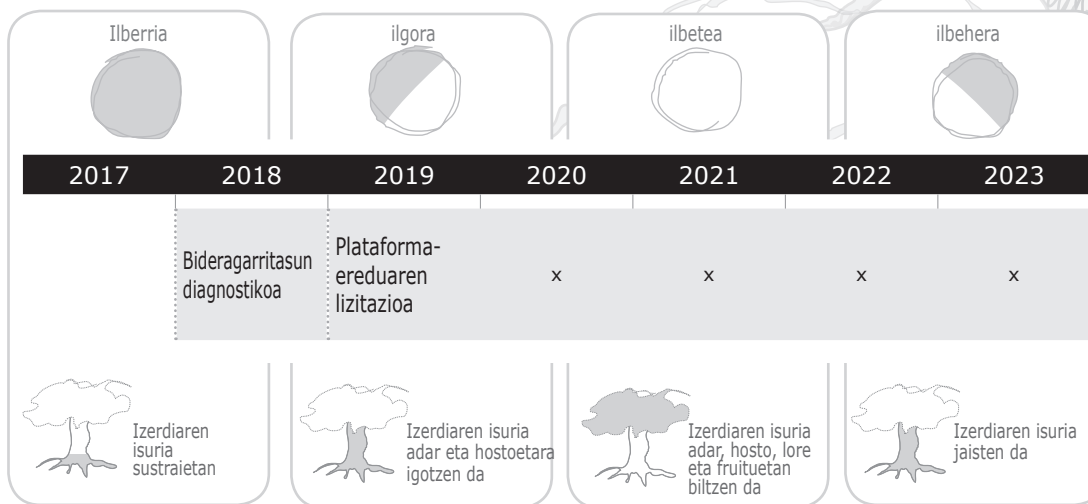 Ilberria
ilgora
ilbetea
ilbehera
2017 2018 2019 2020 2021 2022 2023
Bideragarritasun
diagnostikoa
Plataforma-
ereduaren
lizitazioa
x x x x
Izerdiaren
isuria
sustraietan
Izerdiaren isuria
adar eta hostoetara
igotzen da
Izerdiaren isuria
adar, hosto, lore
eta fruituetan
biltzen da
Izerdiaren isuria
jaisten da